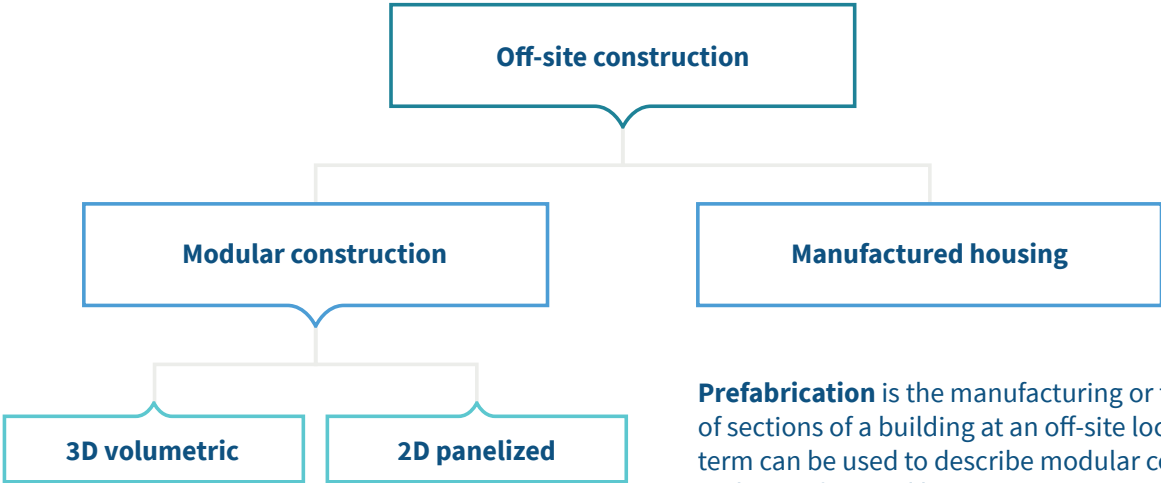 Off-site construction
Modular construction
Manufactured housing
3D volumetric
2D panelized
Prefabrication is the manufacturing or
of sections of a building at an off-site
term can be used to describe modular